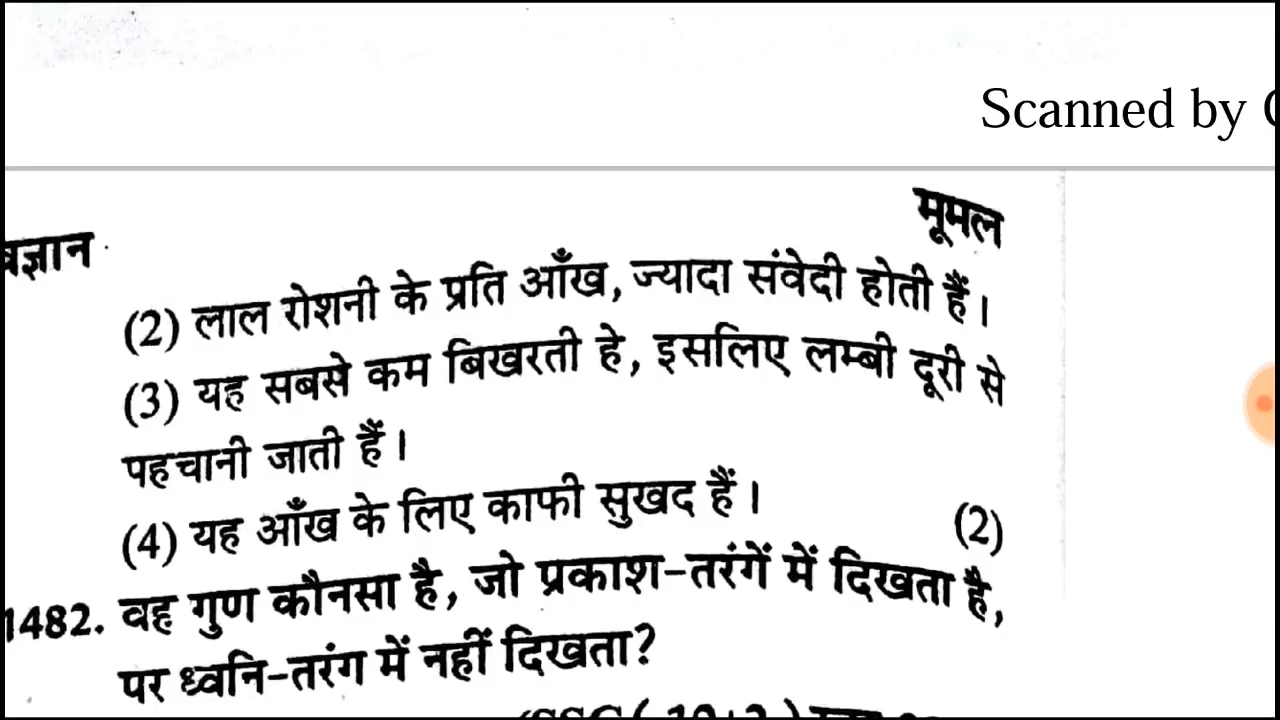 Scanned by
मूमल
(2) लाल रोशनी के प्रति आँख, ज्यादा संवेदी होती हैं।
(3) यह सबसे कम बिखरती हे, इसलिए लम्बी दूरी से
पहचानी जाती हैं।
(4) यह आँख के लिए काफी सुखद हैं।
(2)
1482. वह गुण कौनसा है, जो प्रकाश-तरंगें में दिखता है,
पर ध्वनि-तरंग में नहीं दिखता?